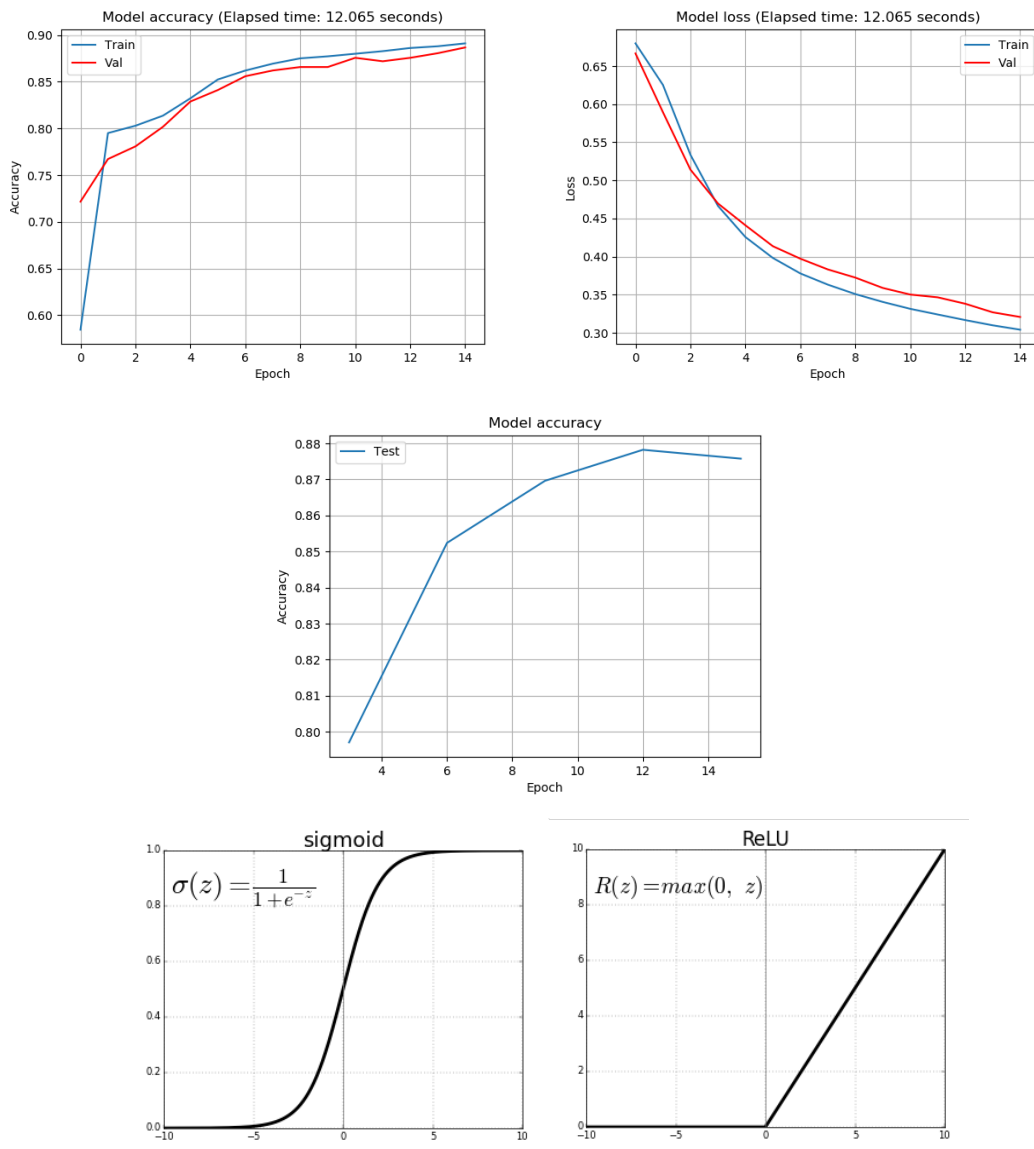 Model accuracy (Elapsed time: 12.065 seconds)
0.90
0.85
0.80
0.75
0.70
0.65
0.60
Accuracy
Train
Val
0 2 4 6 8 10 12 14
Epoch
Model loss (Elapsed time: 12.065 seconds)
0.65
0.60
0.55
0.50
0.45
0.40
0.35
0.30
Loss
Train
Val
0 2 4 6 8 10 12 14
Epoch
Model accuracy
0.88
0.87
0.86
0.85
0.84
0.83
0.82
0.81
0.80
Accuracy
Test
4 6 8 10 12 14
Epoch
sigmoid
1.0
0.8
0.6
0.4
0.2
0.0
σ(z) = 1 / (1+e^{-z})
−10 −5 0 5 10
ReLU
10
8
6
4
2
0
R(z) = max(0, z)
−10 −5 0 5 10